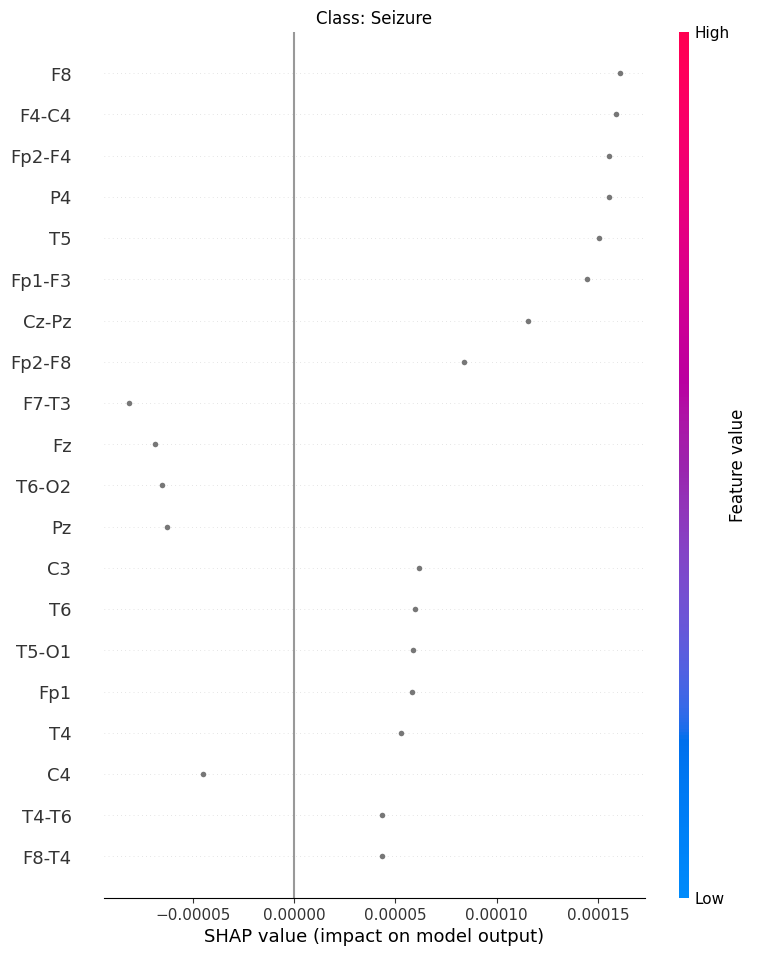 Class: Seizure
High
F8
F4-C4
Fp2-F4
P4
T5
Fp1-F3
Cz-Pz
Fp2-F8
F7-T3
Fz
T6-O2
Pz
C3
T6
T5-O1
Fp1
T4
C4
T4-T6
F8-T4
Feature value
Low
−0.00005 0.00000 0.00005 0.00010 0.00015
SHAP value (impact on model output)